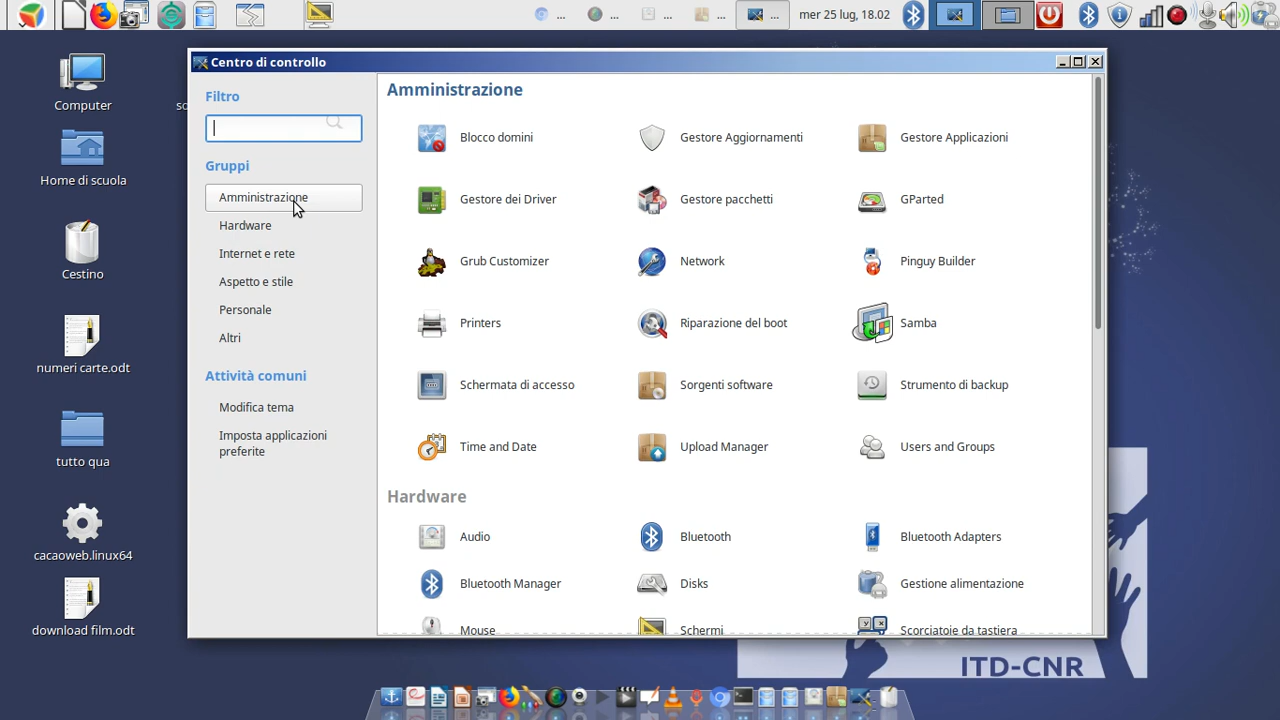 ... ... ... ... ... mer 25 lug, 18.02
Centro di controllo
Computer
Home di scuola
Cestino
numeri carte.odt
tutto qua
cacaoweb.linux64
download film.odt
so
Filtro
Gruppi
Amministrazione
Hardware
Internet e rete
Aspetto e stile
Personale
Altri
Attività comuni
Modifica tema
Imposta applicazioni
preferite
Amministrazione
Blocco domini Gestore Aggiornamenti Gestore Applicazioni
Gestore dei Driver Gestore pacchetti GParted
Grub Customizer Network Pinguy Builder
Printers Riparazione del boot Samba
Schermata di accesso Sorgenti software Strumento di backup
Time and Date Upload Manager Users and Groups
Hardware
Audio Bluetooth Bluetooth Adapters
Bluetooth Manager Disks Gestione alimentazione
Mouse Schermi Scorciatoie da tastiera
ITD-CNR